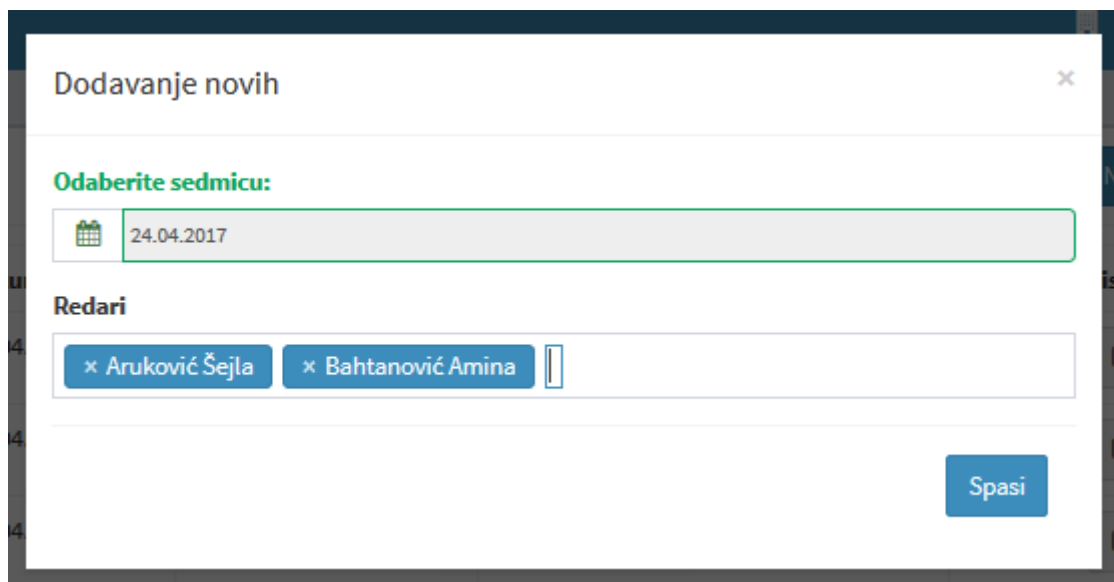 Dodavanje novih
×
Odaberite sedmicu:
24.04.2017
Redari
× Aruković Šejla × Bahtanović Amina
Spasi